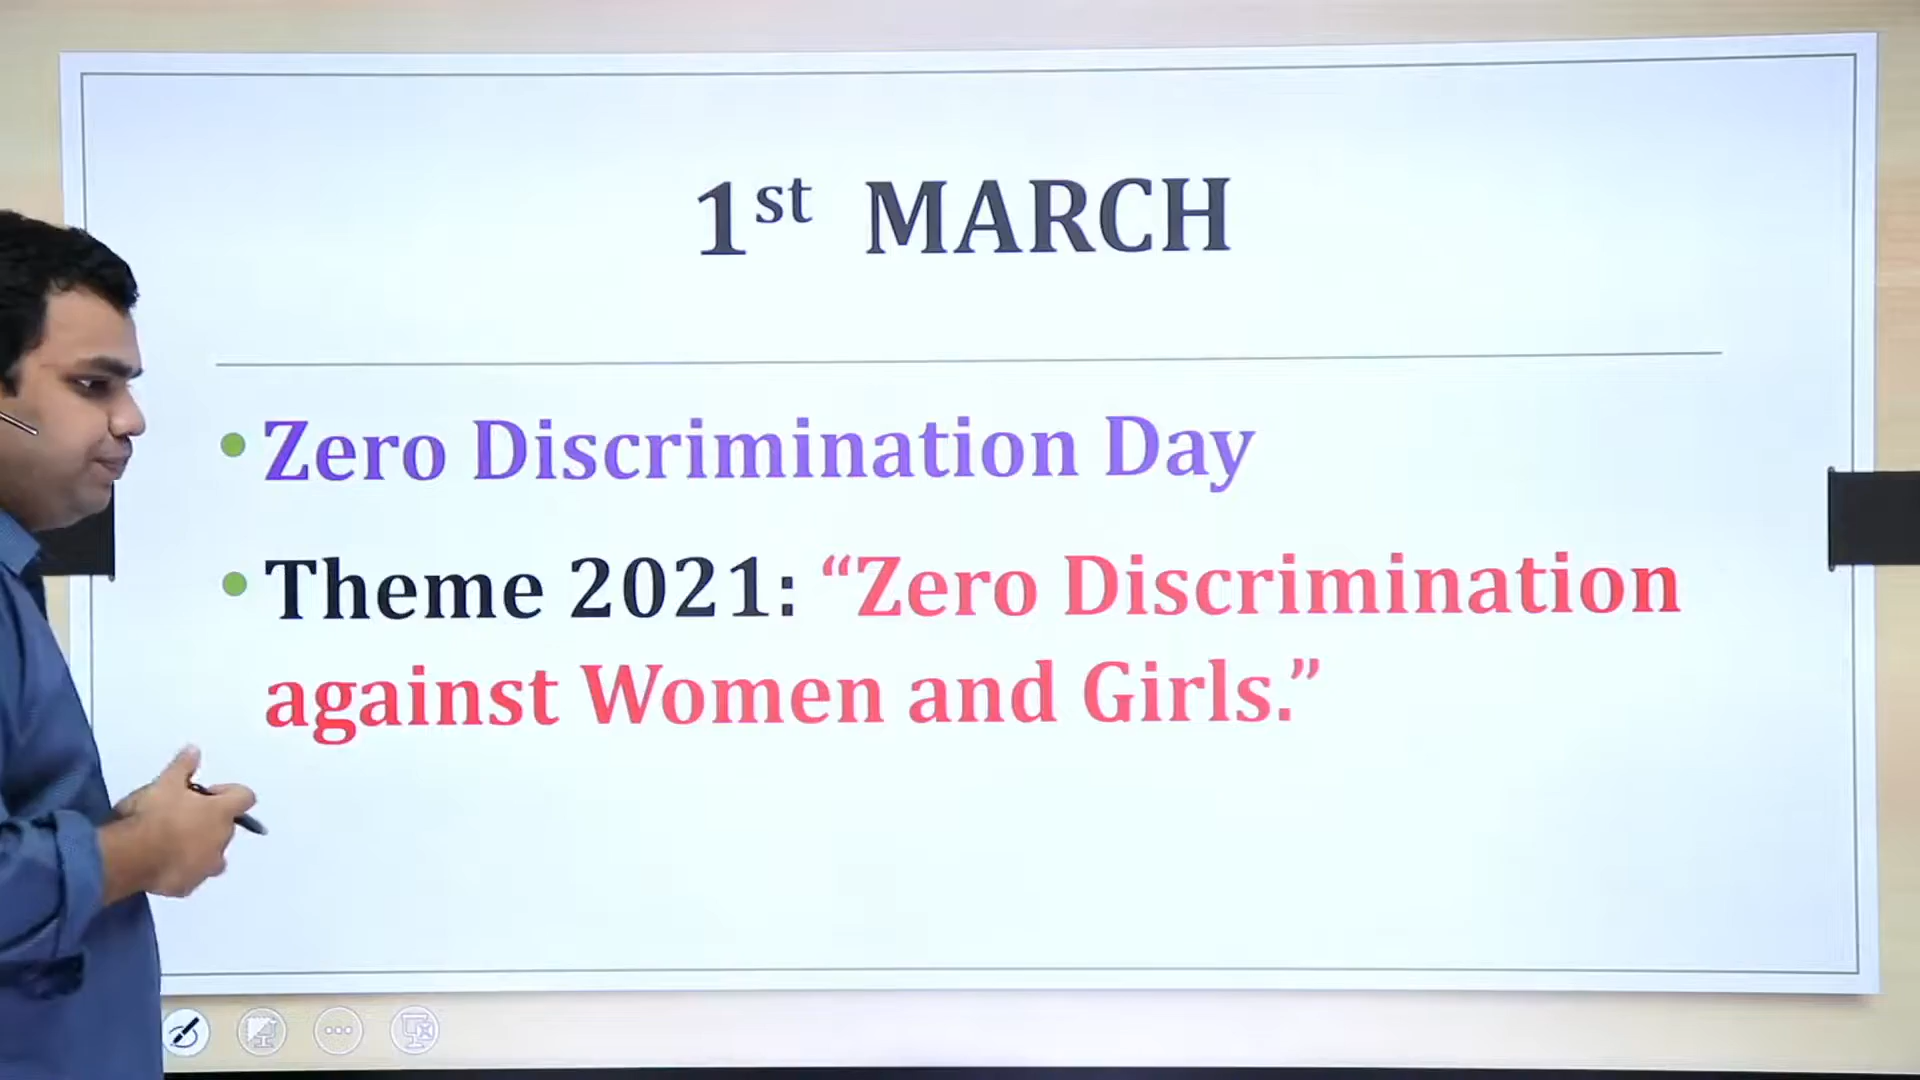 1st MARCH
Zero Discrimination Day
Theme 2021: “Zero Discrimination
against Women and Girls.”